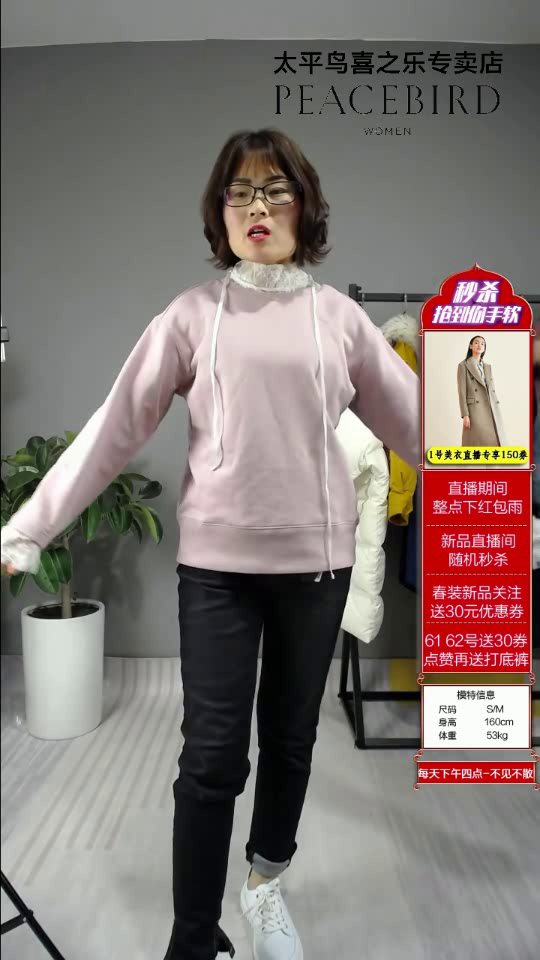 太平鸟喜之乐专卖店
PEACEBIRD
WOMEN
秒杀
抢到你手软
1号美衣直播专享150券
直播期间
整点下红包雨
新品直播间
随机秒杀
春装新品关注
送30元优惠券
61 62号送30券
点赞再送打底裤
模特信息
尺码 S/M
身高 160cm
体重 53kg
每天下午四点-不见不散